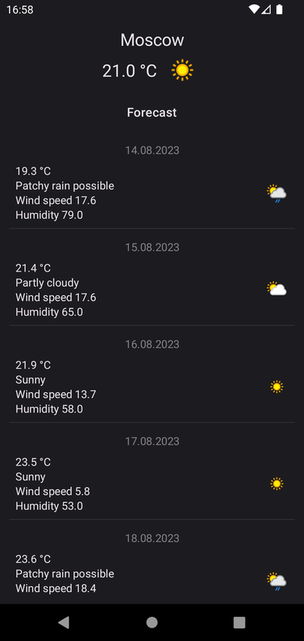 16:58
Moscow
21.0 °C
Forecast
14.08.2023
19.3 °C
Patchy rain possible
Wind speed 17.6
Humidity 79.0
15.08.2023
21.4 °C
Partly cloudy
Wind speed 17.6
Humidity 65.0
16.08.2023
21.9 °C
Sunny
Wind speed 13.7
Humidity 58.0
17.08.2023
23.5 °C
Sunny
Wind speed 5.8
Humidity 53.0
18.08.2023
23.6 °C
Patchy rain possible
Wind speed 18.4